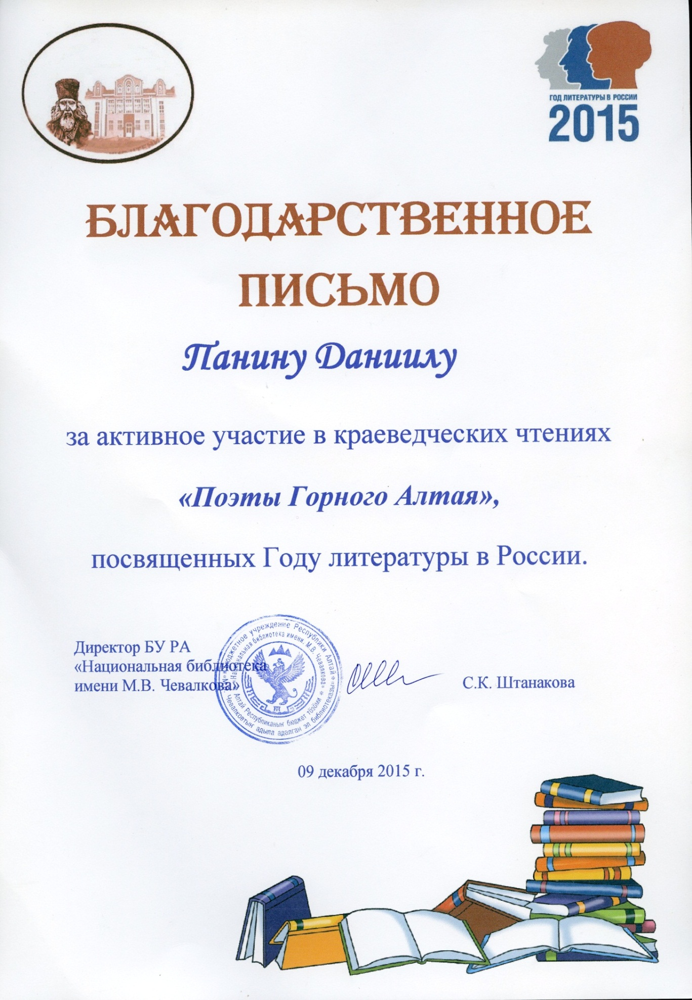 ГОД ЛИТЕРАТУРЫ В РОССИИ
2015
БЛАГОДАРСТВЕННОЕ
ПИСЬМО
Панину Даниилу
за активное участие в краеведческих чтениях
«Поэты Горного Алтая»,
посвященных Году литературы в России.
Директор БУ РА
«Национальная библиотека
имени М.В. Чевалкова»
С.К. Штанакова
Бюджетное учреждение Республики Алтай
«Национальная библиотека имени М.В. Чевалкова»
Алтай Республиканыҥ бюджет тöзöми
Чевалковтыҥ адыла адалган эл библиотеказы»
09 декабря 2015 г.